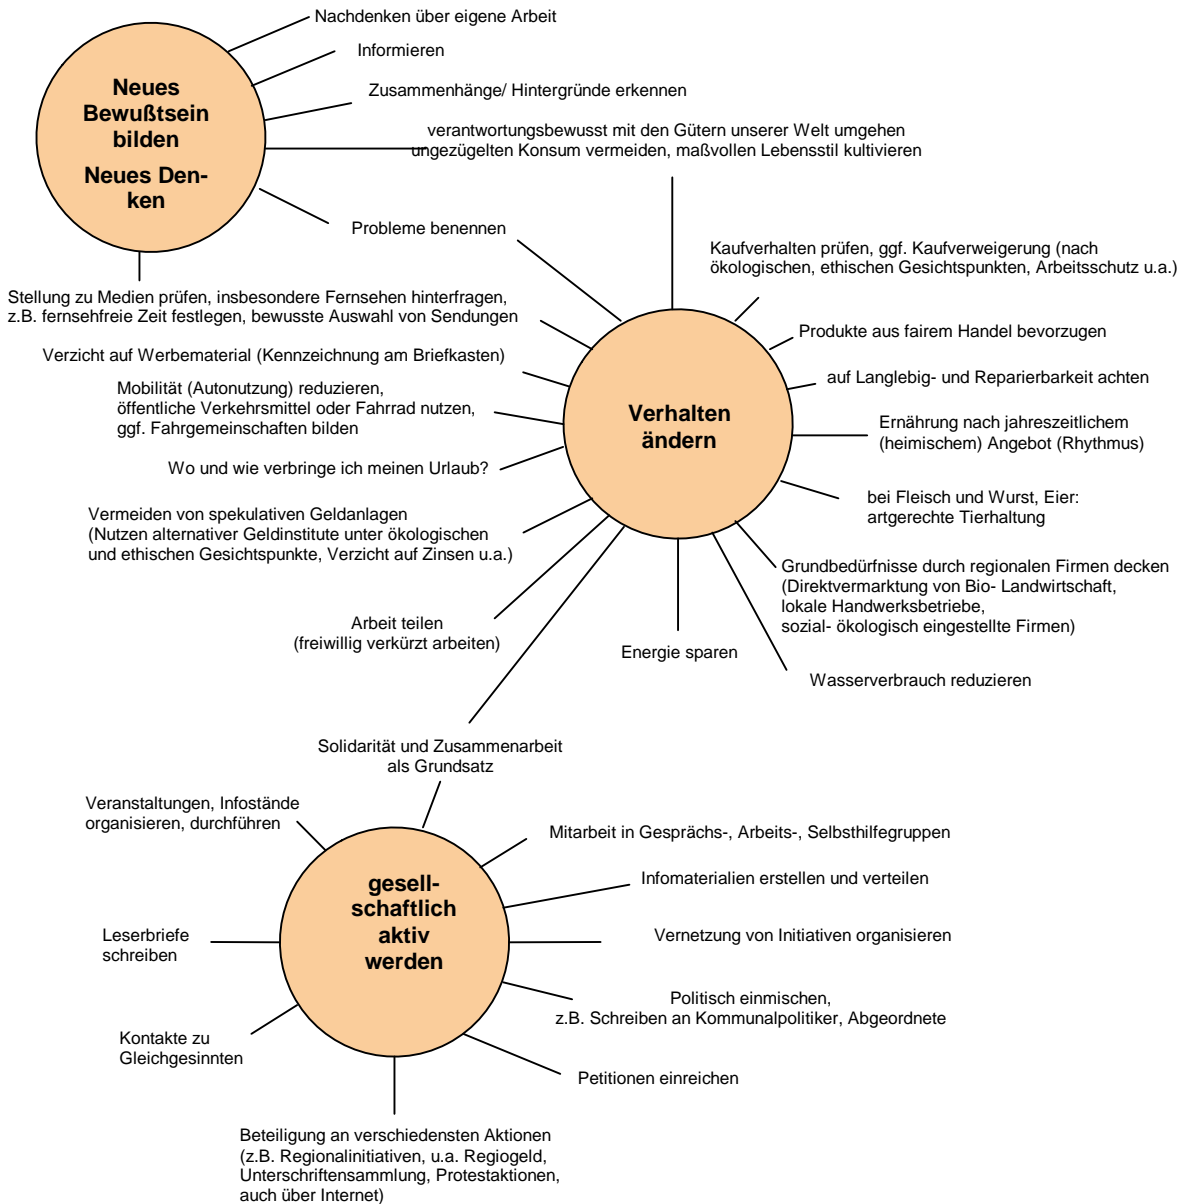 Nachdenken über eigene Arbeit
Informieren
Neues
Bewußtsein
bilden
Neues Den-
ken
Zusammenhänge/ Hintergründe erkennen
verantwortungsbewusst mit den Gütern unserer Welt umgehen
ungezügelten Konsum vermeiden, maßvollen Lebensstil kultivieren
Probleme benennen
Kaufverhalten prüfen, ggf. Kaufverweigerung (nach
ökologischen, ethischen Gesichtspunkten, Arbeitsschutz u.a.)
Stellung zu Medien prüfen, insbesondere Fernsehen hinterfragen,
z.B. fernsehfreie Zeit festlegen, bewusste Auswahl von Sendungen
Produkte aus fairem Handel bevorzugen
Verzicht auf Werbematerial (Kennzeichnung am Briefkasten)
auf Langlebig- und Reparierbarkeit achten
Mobilität (Autonutzung) reduzieren,
öffentliche Verkehrsmittel oder Fahrrad nutzen,
ggf. Fahrgemeinschaften bilden
Verhalten
ändern
Ernährung nach jahreszeitlichem
(heimischem) Angebot (Rhythmus)
Wo und wie verbringe ich meinen Urlaub?
bei Fleisch und Wurst, Eier:
artgerechte Tierhaltung
Vermeiden von spekulativen Geldanlagen
(Nutzen alternativer Geldinstitute unter ökologischen
und ethischen Gesichtspunkte, Verzicht auf Zinsen u.a.)
Grundbedürfnisse durch regionalen Firmen decken
(Direktvermarktung von Bio- Landwirtschaft,
lokale Handwerksbetriebe,
sozial- ökologisch eingestellte Firmen)
Arbeit teilen
(freiwillig verkürzt arbeiten)
Energie sparen
Wasserverbrauch reduzieren
Solidarität und Zusammenarbeit
als Grundsatz
Veranstaltungen, Infostände
organisieren, durchführen
Mitarbeit in Gesprächs-, Arbeits-, Selbsthilfegruppen
gesell-
schaftlich
aktiv
werden
Infomaterialien erstellen und verteilen
Leserbriefe
schreiben
Vernetzung von Initiativen organisieren
Politisch einmischen,
z.B. Schreiben an Kommunalpolitiker, Abgeordnete
Kontakte zu
Gleichgesinnten
Petitionen einreichen
Beteiligung an verschiedensten Aktionen
(z.B. Regionalinitiativen, u.a. Regiogeld,
Unterschriftensammlung, Protestaktionen,
auch über Internet)